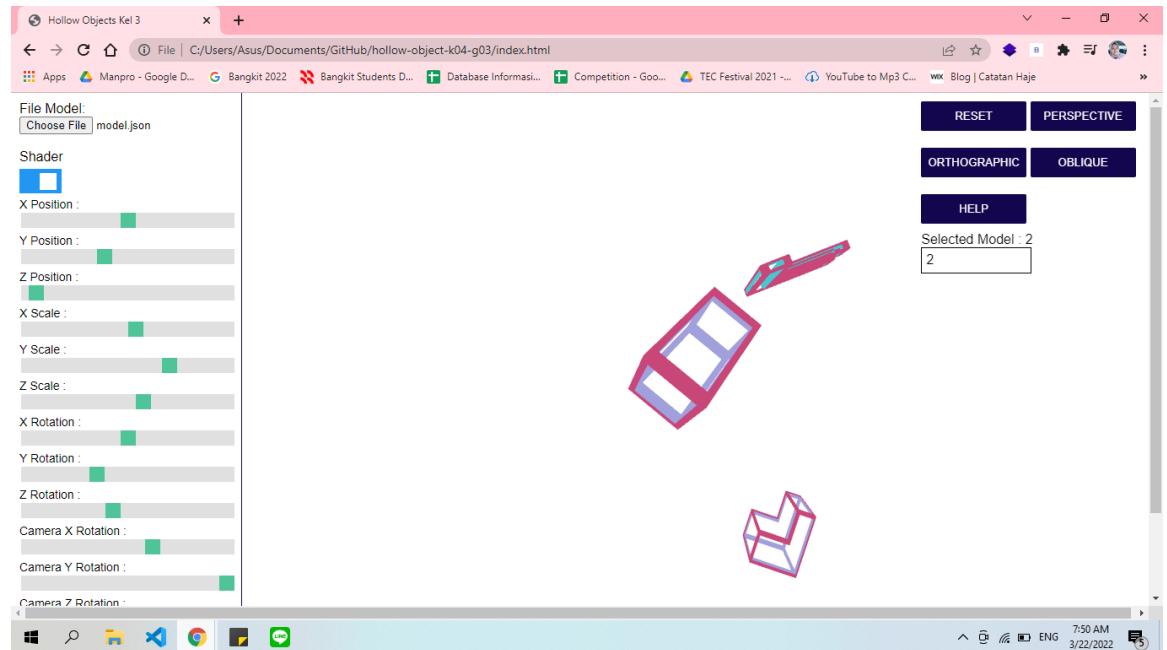 Hollow Objects Kel 3
File | C:/Users/Asus/Documents/GitHub/hollow-object-k04-g03/index.html
Apps Manpro - Google D... Bangkit 2022 Bangkit Students D... Database Informasi... Competition - Goo... TEC Festival 2021 -... YouTube to Mp3 C... WIX Blog | Catatan Haje
File Model:
Choose File model.json
Shader
X Position :
Y Position :
Z Position :
X Scale :
Y Scale :
Z Scale :
X Rotation :
Y Rotation :
Z Rotation :
Camera X Rotation :
Camera Y Rotation :
Camera Z Rotation :
RESET PERSPECTIVE
ORTHOGRAPHIC OBLIQUE
HELP
Selected Model : 2
2
LINE
ENG
7:50 AM
3/22/2022
5